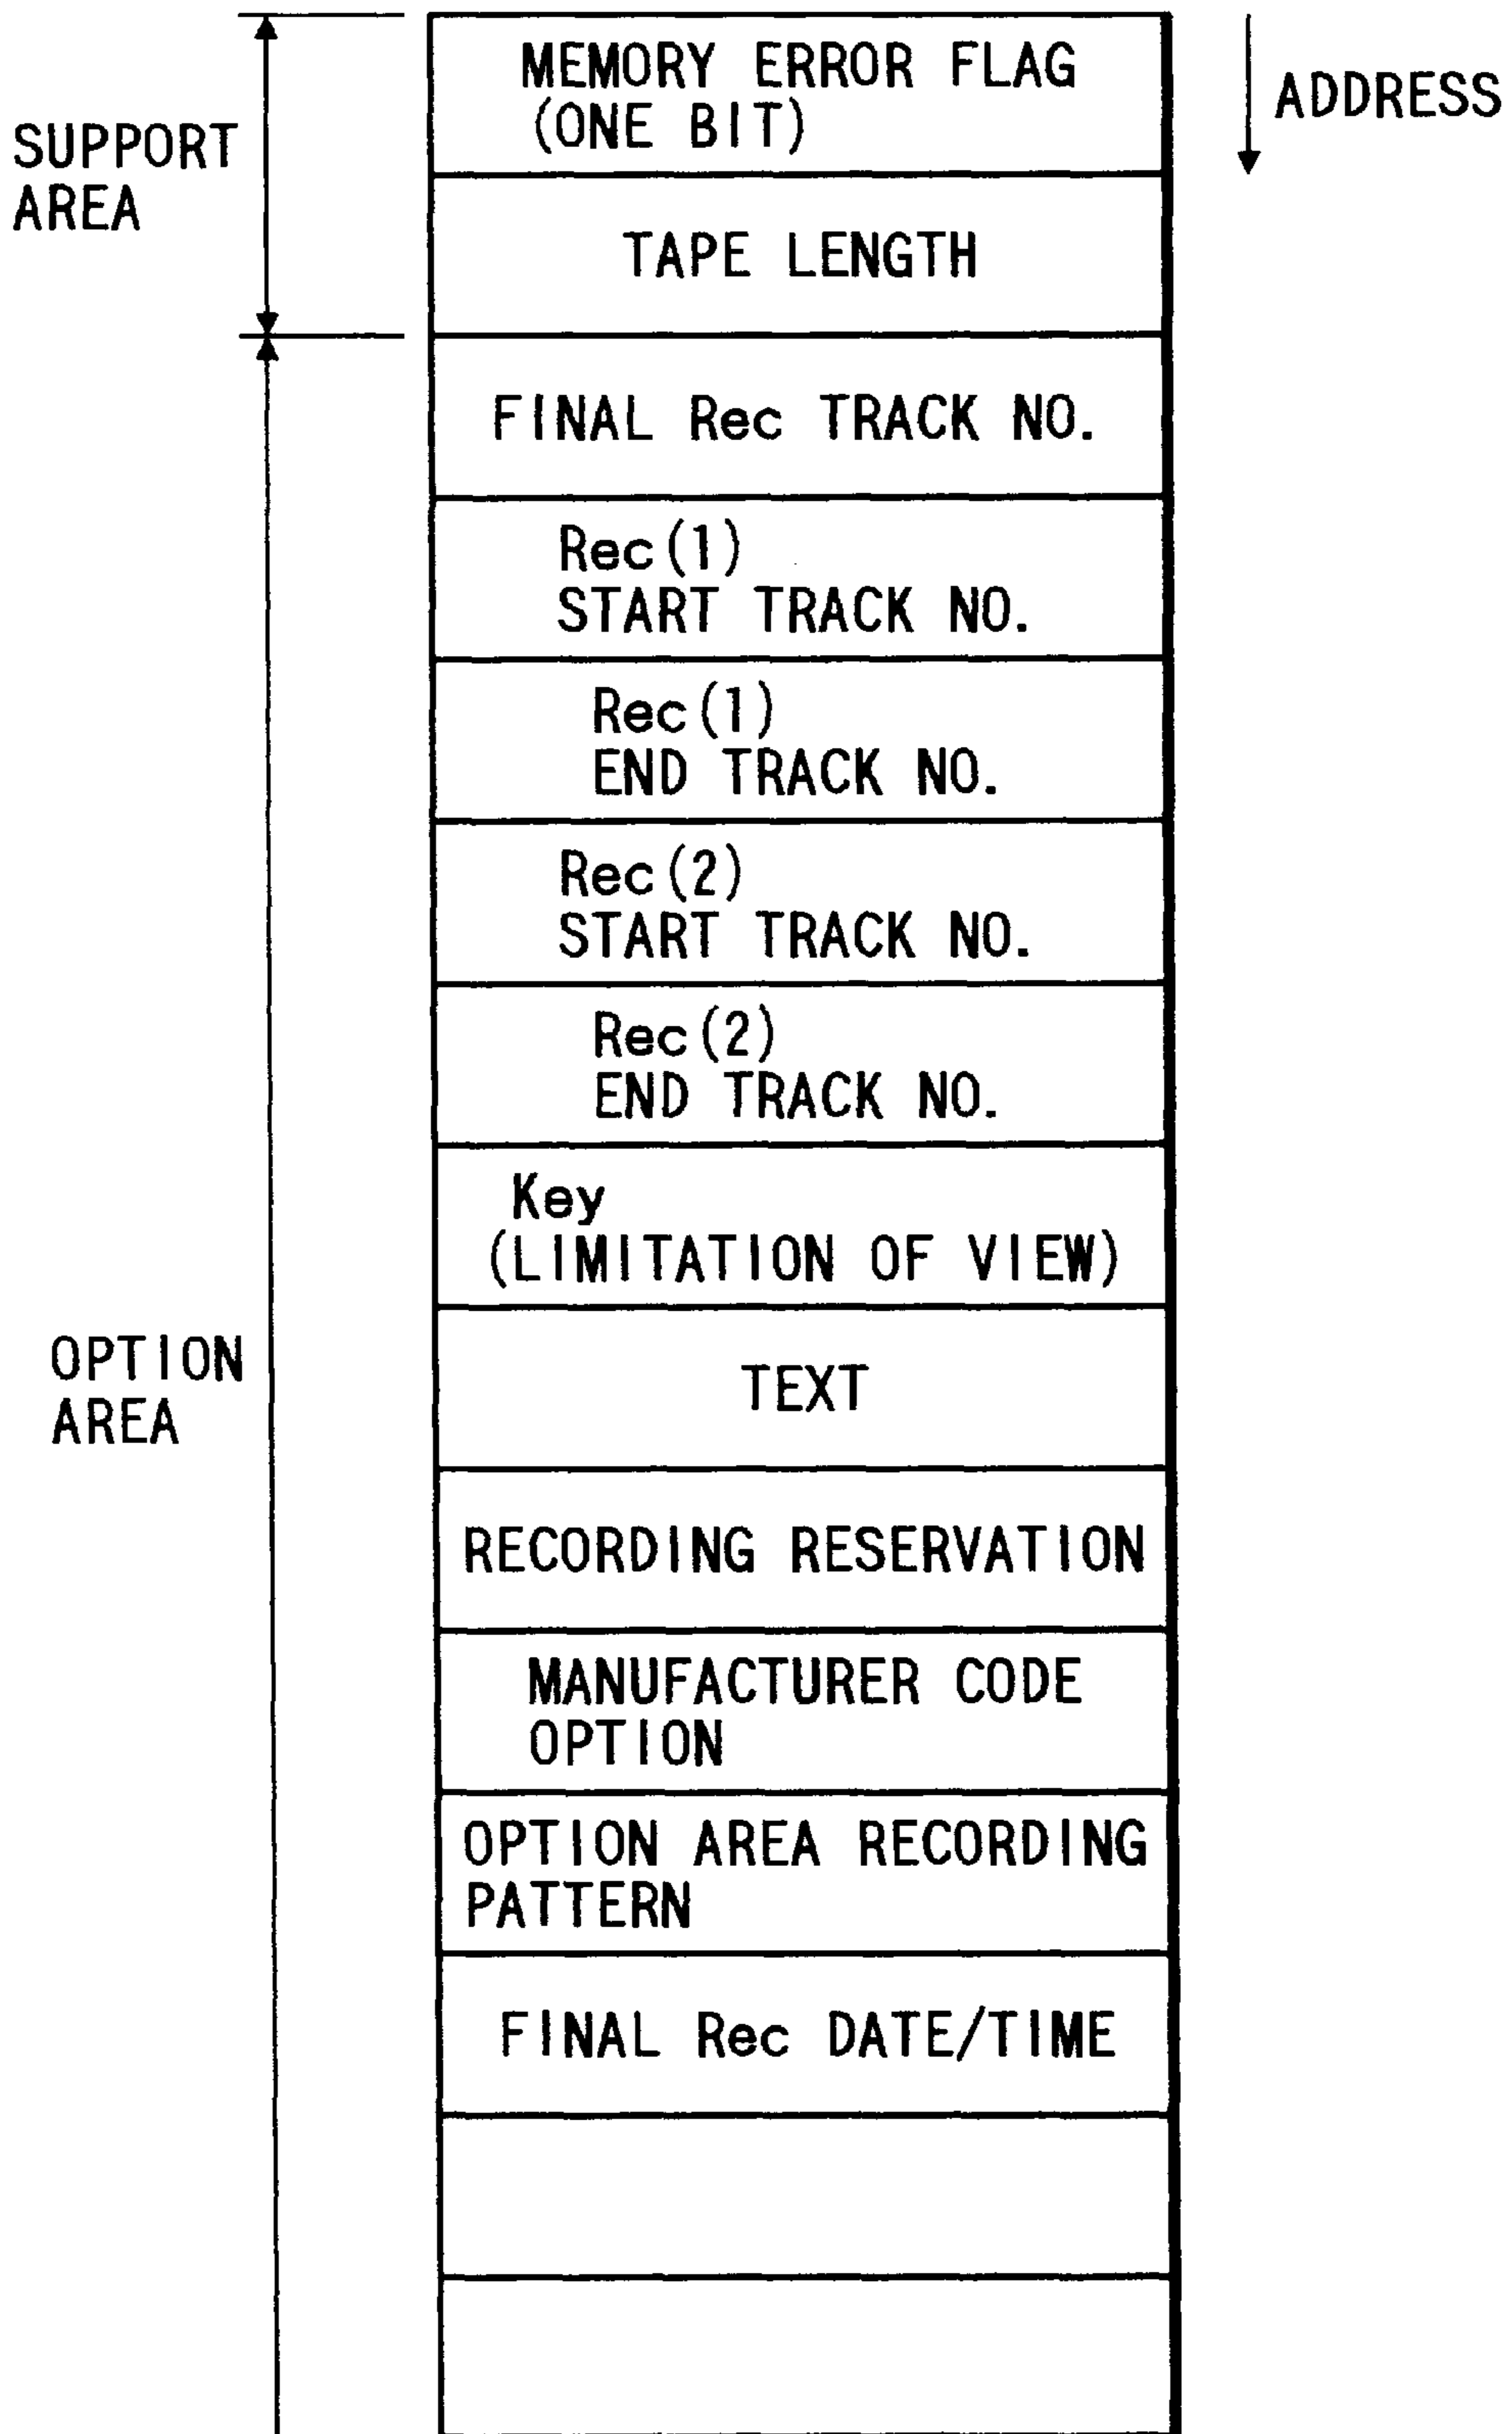 SUPPORT
AREA
MEMORY ERROR FLAG
(ONE BIT)
ADDRESS
TAPE LENGTH
FINAL Rec TRACK NO.
Rec(1)
START TRACK NO.
Rec(1)
END TRACK NO.
Rec(2)
START TRACK NO.
Rec(2)
END TRACK NO.
Key
(LIMITATION OF VIEW)
OPTION
AREA
TEXT
RECORDING RESERVATION
MANUFACTURER CODE
OPTION
OPTION AREA RECORDING
PATTERN
FINAL Rec DATE/TIME